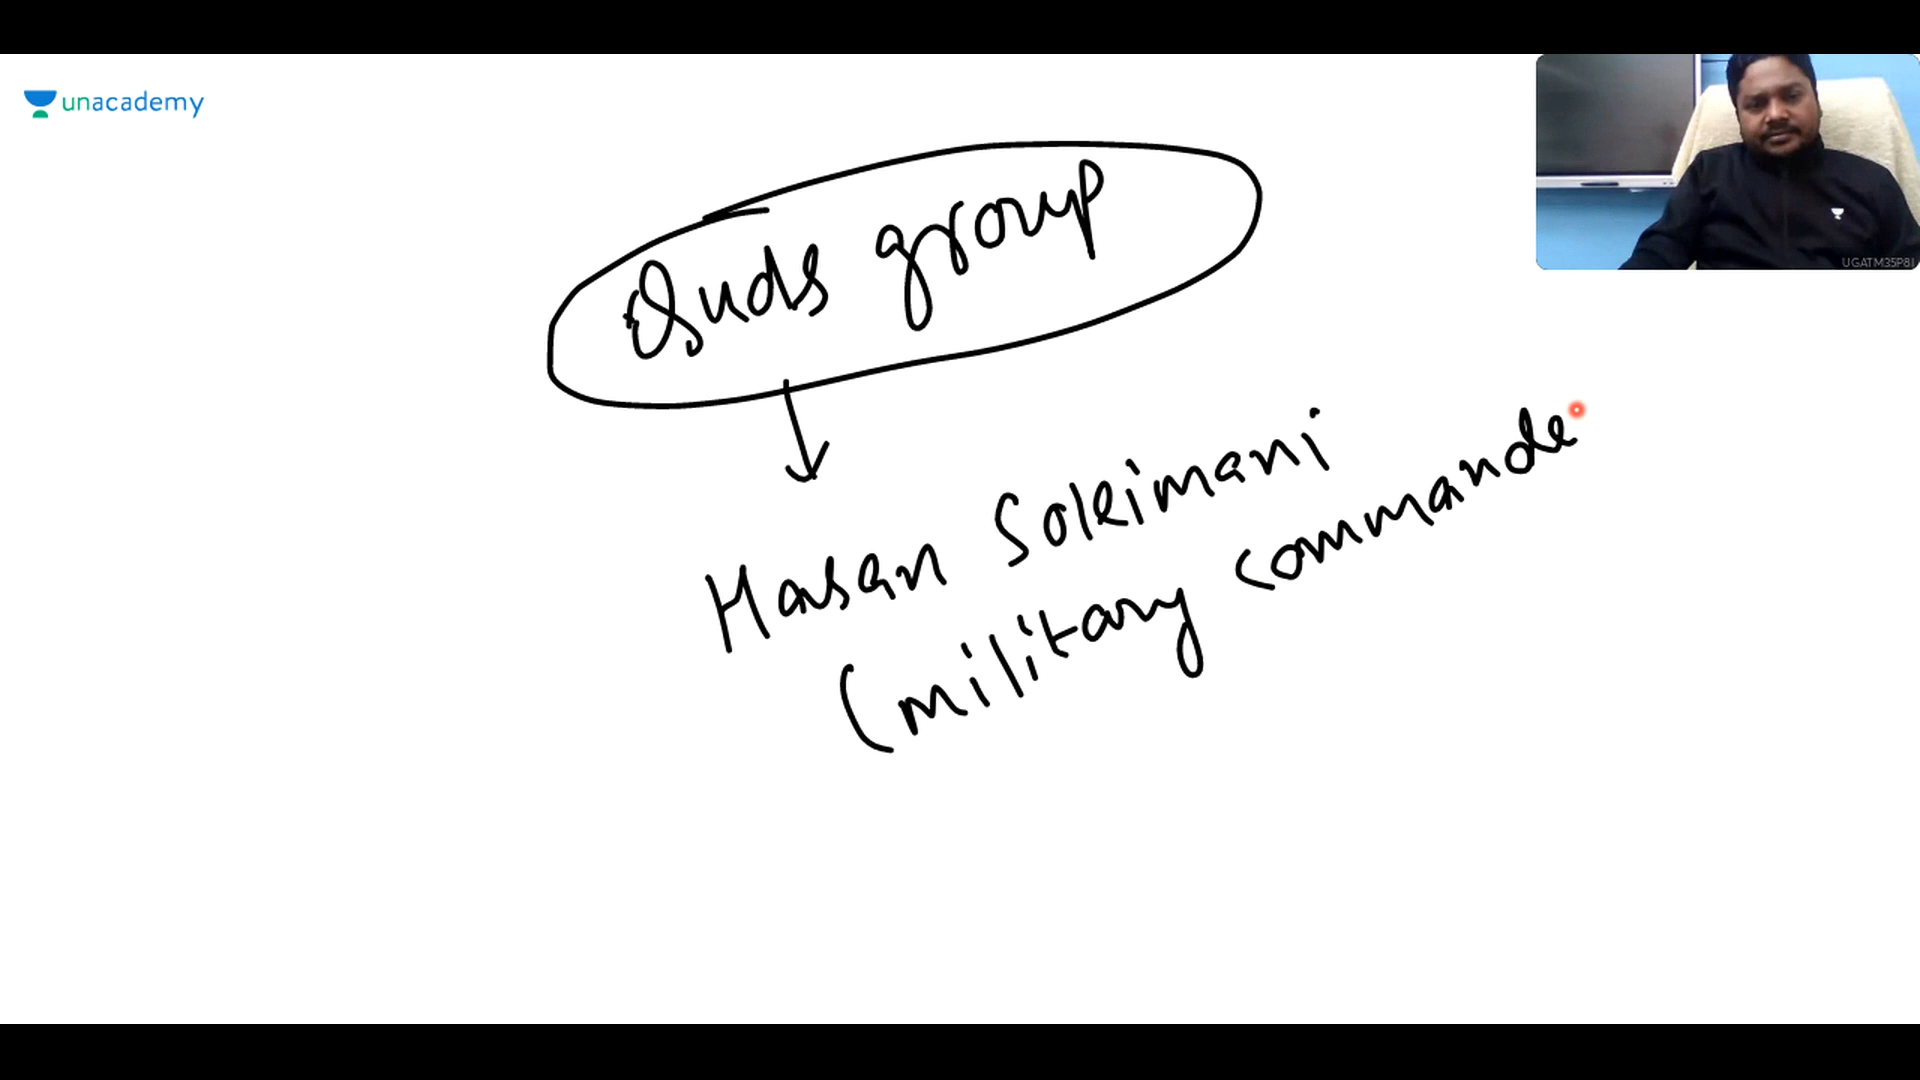 unacademy
Quds group
Hasan Soleimani
(military commande
UGATM35P8I